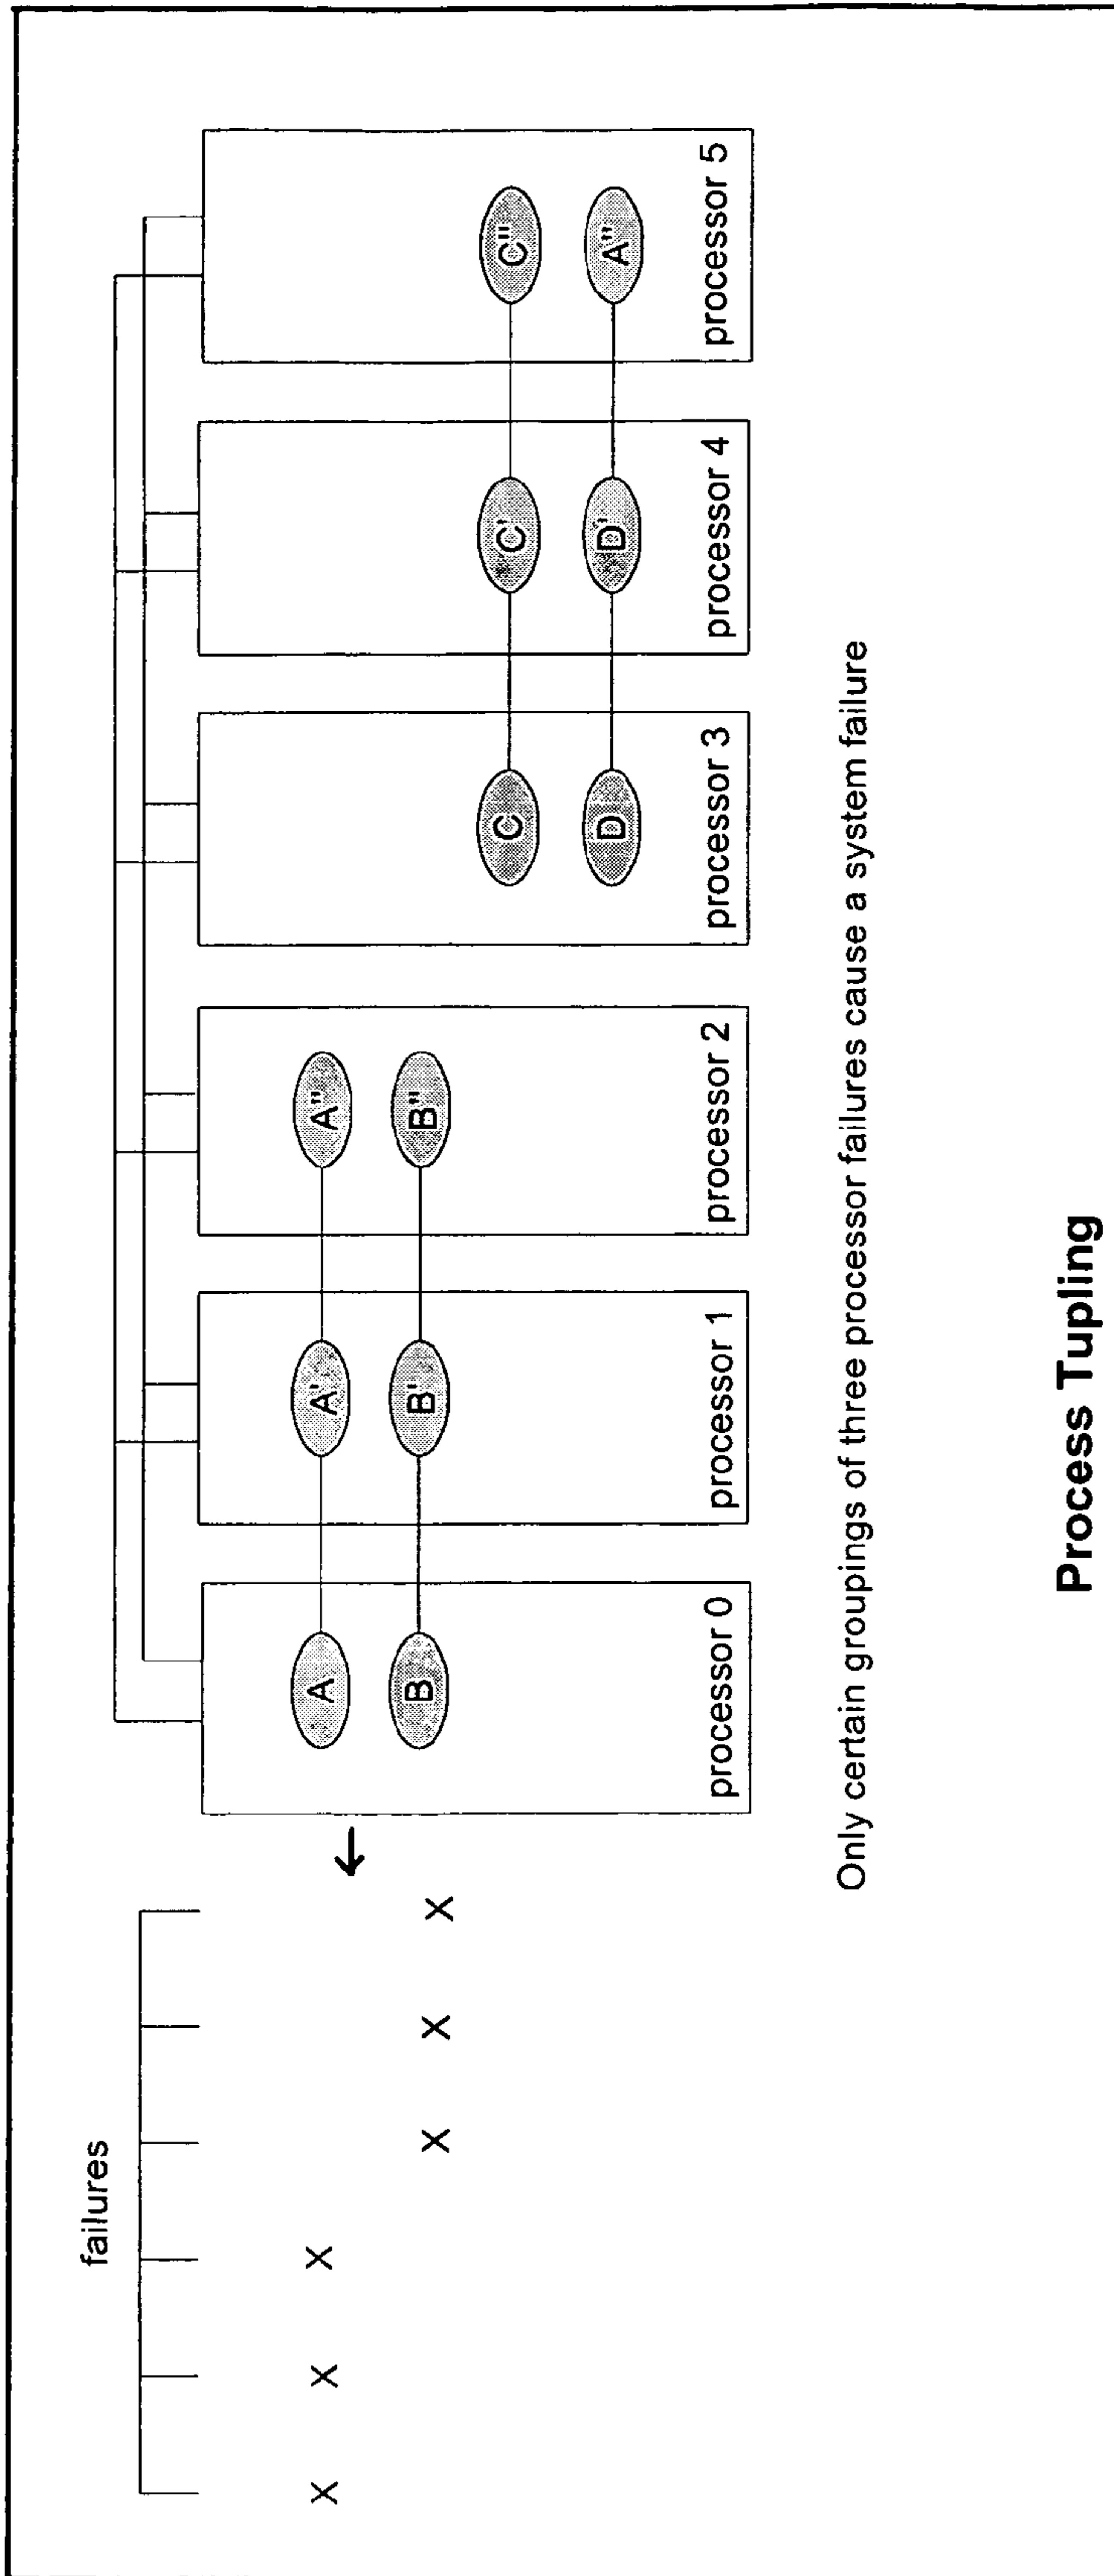 failures
X X X
A A' A"
X X X
B B' B"
C C' C"
D D' A"
processor 0
processor 1
processor 2
processor 3
processor 4
processor 5
Only certain groupings of three processor failures cause a system failure
Process Tupling